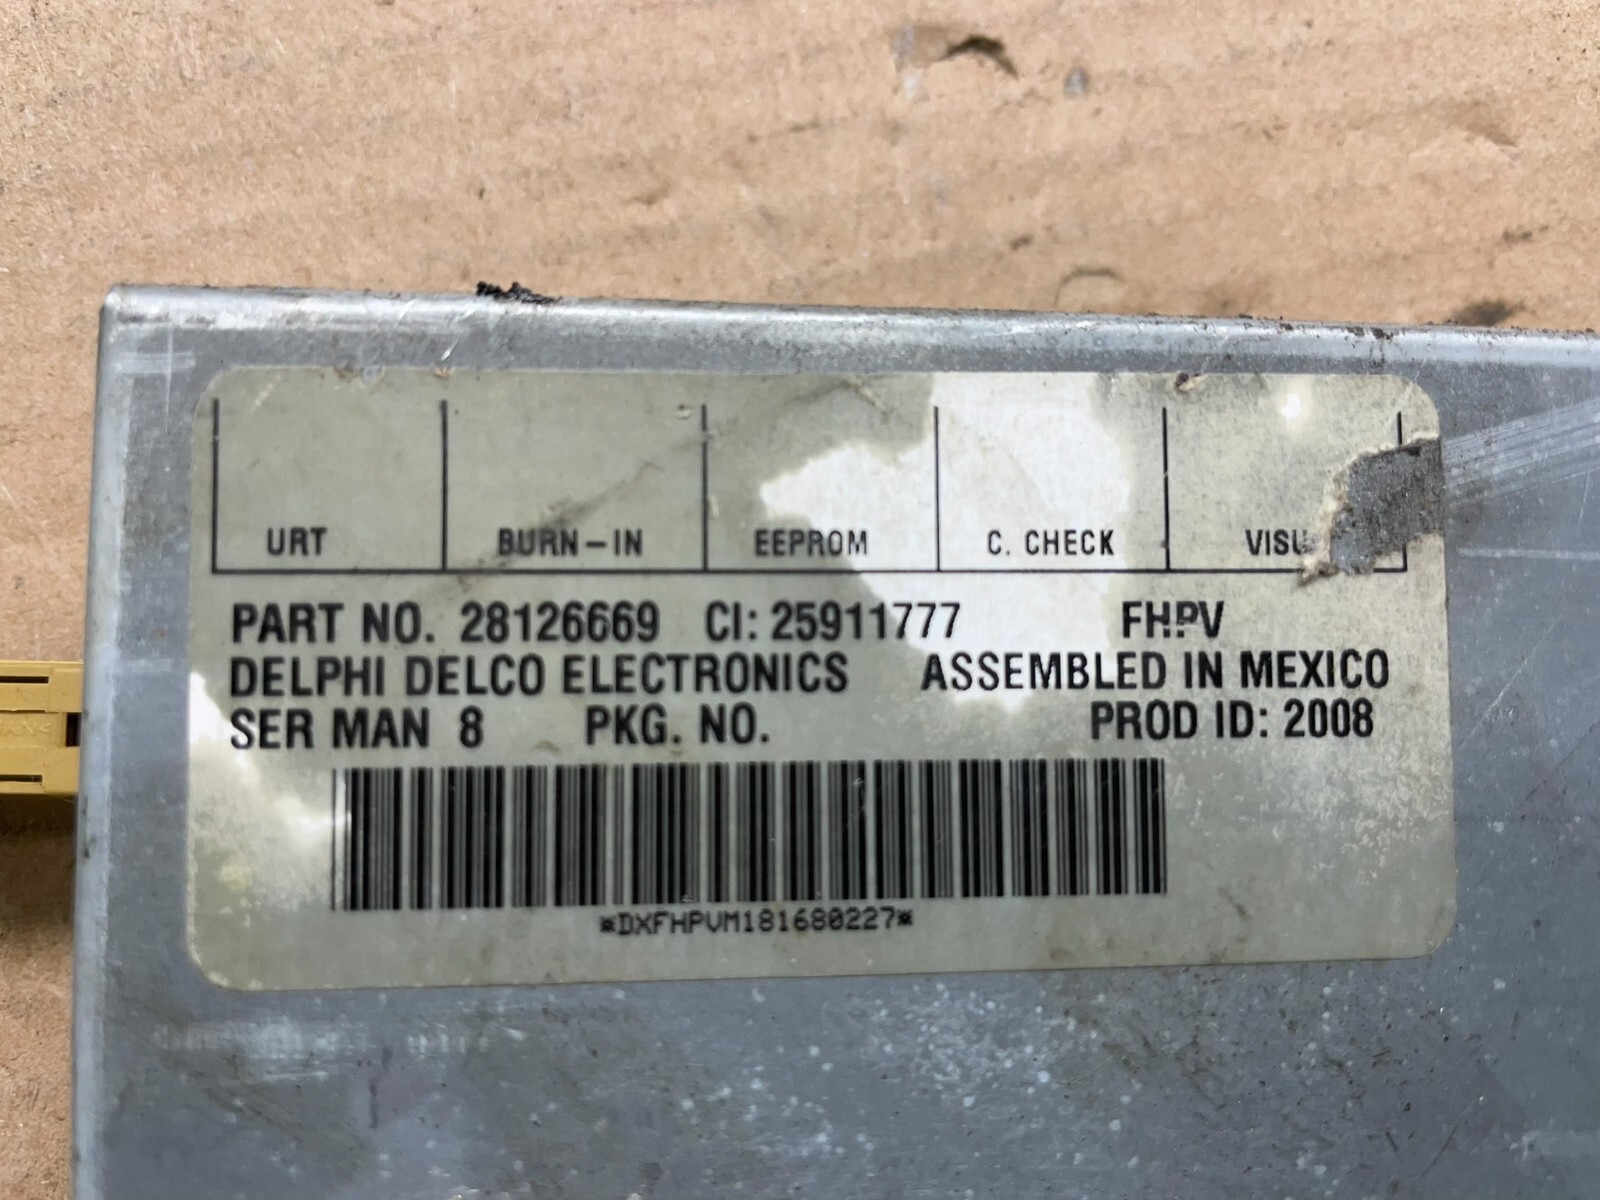 URT BURN-IN EEPROM C. CHECK
PART NO. 28126669 CI: 25911777 FHPV
DELPHI DELCO ELECTRONICS ASSEMBLED IN MEXICO
SER MAN 8 PKG. NO. PROD ID: 2008
*DXFHPVM181680227*